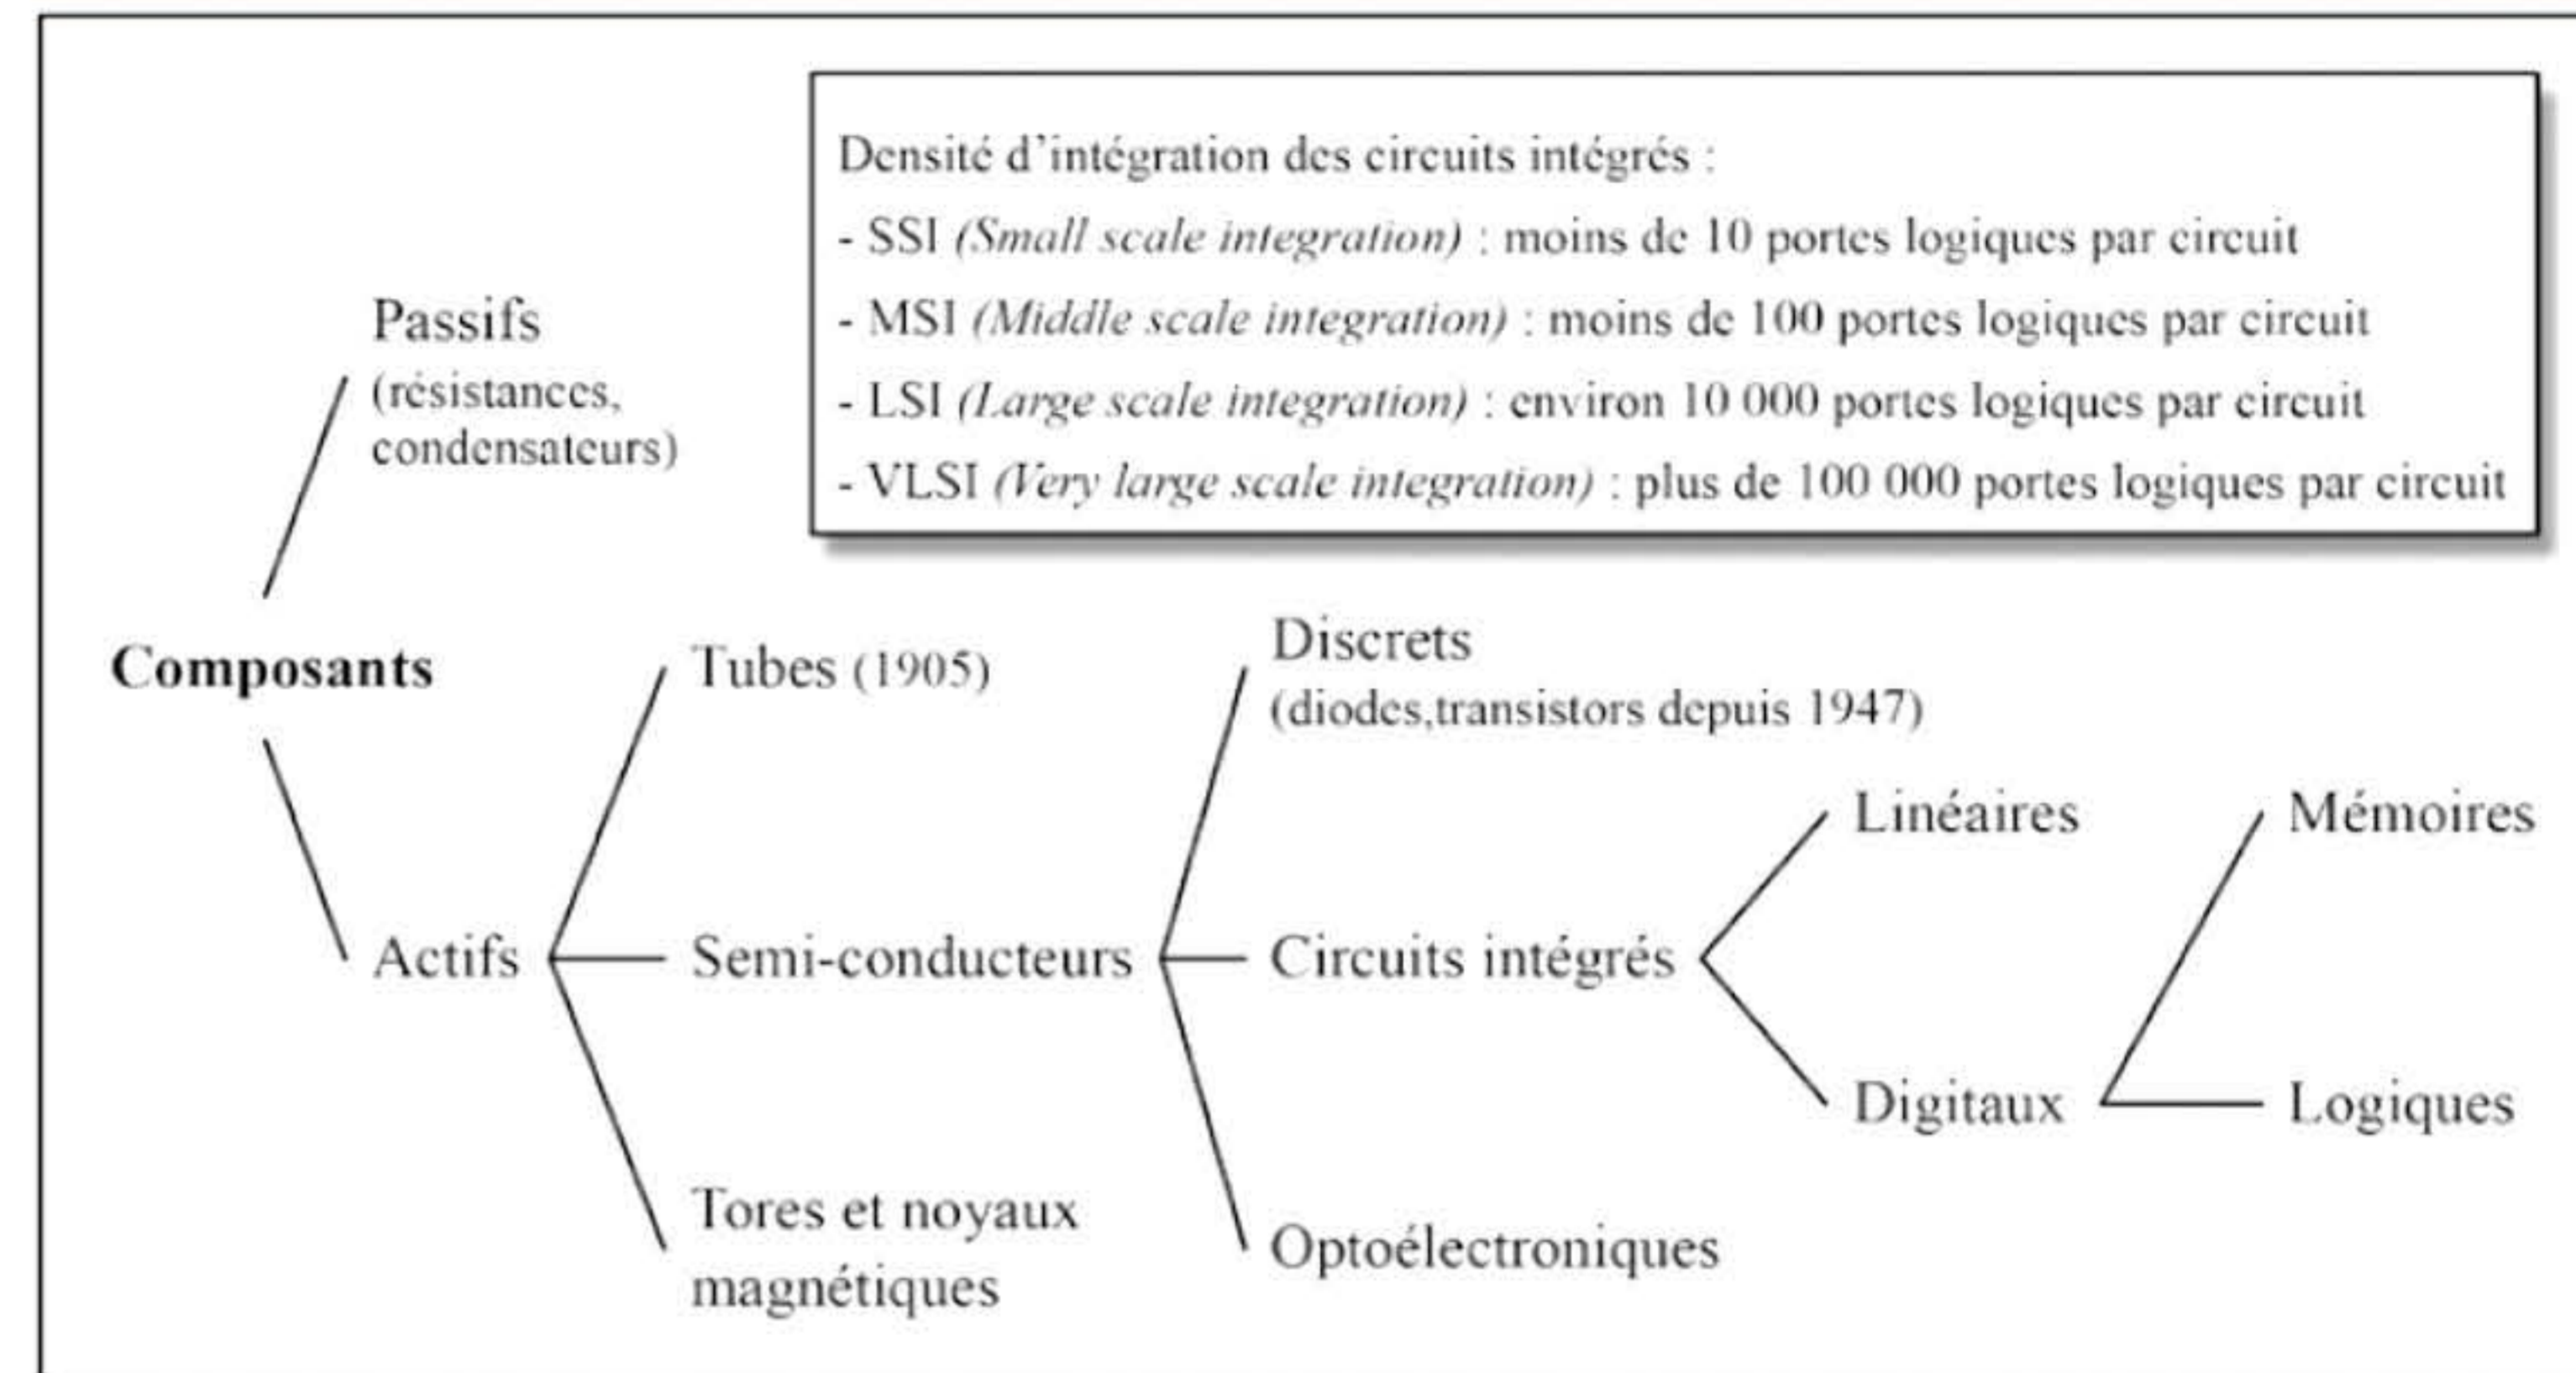 Densité d'intégration des circuits intégrés :
- SSI (Small scale integration) : moins de 10 portes logiques par circuit
- MSI (Middle scale integration) : moins de 100 portes logiques par circuit
- LSI (Large scale integration) : environ 10 000 portes logiques par circuit
- VLSI (Very large scale integration) : plus de 100 000 portes logiques par circuit
Passifs
(résistances,
condensateurs)
Composants
Actifs
Tubes (1905)
Semi-conducteurs
Tores et noyaux
magnétiques
Discrets
(diodes,transistors depuis 1947)
Circuits intégrés
Optoélectroniques
Linéaires
Digitaux
Mémoires
Logiques